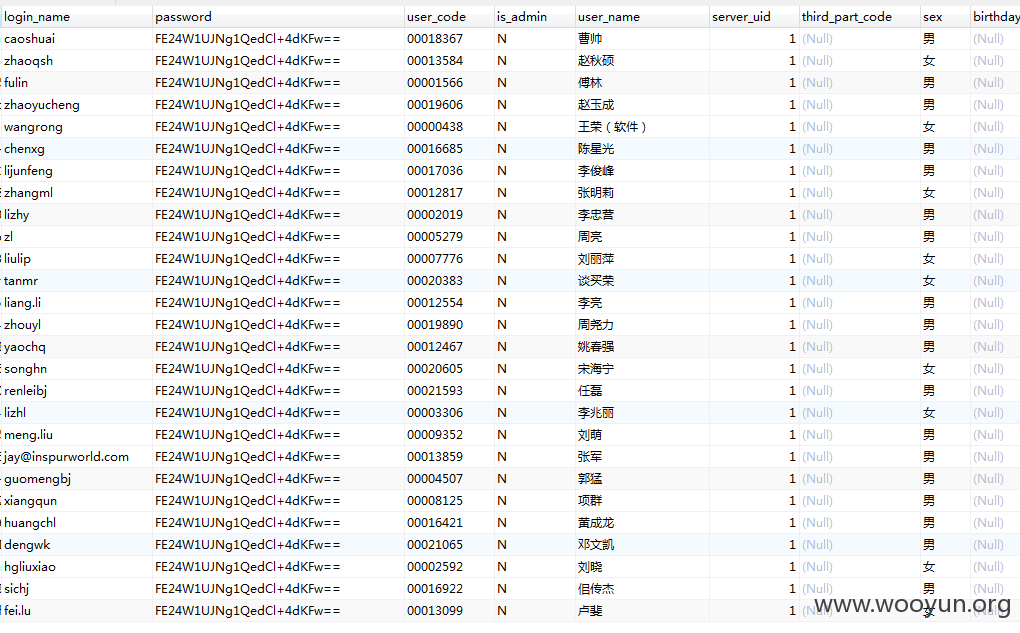 login_name password user_code is_admin user_name server_uid third_part_code sex birthday
caoshuai FE24W1UJNg1QedCl+4dKFw== 00018367 N 曹帅 1 (Null) 男 (Null)
zhaoqsh FE24W1UJNg1QedCl+4dKFw== 00013584 N 赵秋硕 1 (Null) 女 (Null)
fulin FE24W1UJNg1QedCl+4dKFw== 00001566 N 傅林 1 (Null) 男 (Null)
zhaoyucheng FE24W1UJNg1QedCl+4dKFw== 00019606 N 赵玉成 1 (Null) 男 (Null)
wangrong FE24W1UJNg1QedCl+4dKFw== 00000438 N 王荣（软件） 1 (Null) 女 (Null)
chenxg FE24W1UJNg1QedCl+4dKFw== 00016685 N 陈星光 1 (Null) 男 (Null)
lijunfeng FE24W1UJNg1QedCl+4dKFw== 00017036 N 李俊峰 1 (Null) 男 (Null)
zhangml FE24W1UJNg1QedCl+4dKFw== 00012817 N 张明莉 1 (Null) 女 (Null)
lizhy FE24W1UJNg1QedCl+4dKFw== 00002019 N 李忠营 1 (Null) 男 (Null)
zl FE24W1UJNg1QedCl+4dKFw== 00005279 N 周亮 1 (Null) 男 (Null)
liulip FE24W1UJNg1QedCl+4dKFw== 00007776 N 刘丽萍 1 (Null) 女 (Null)
tanmr FE24W1UJNg1QedCl+4dKFw== 00020383 N 谈买荣 1 (Null) 女 (Null)
liang.li FE24W1UJNg1QedCl+4dKFw== 00012554 N 李亮 1 (Null) 男 (Null)
zhouyl FE24W1UJNg1QedCl+4dKFw== 00019890 N 周尧力 1 (Null) 男 (Null)
yaochq FE24W1UJNg1QedCl+4dKFw== 00012467 N 姚春强 1 (Null) 男 (Null)
songhn FE24W1UJNg1QedCl+4dKFw== 00020605 N 宋海宁 1 (Null) 女 (Null)
renleibj FE24W1UJNg1QedCl+4dKFw== 00021593 N 任磊 1 (Null) 男 (Null)
lizhl FE24W1UJNg1QedCl+4dKFw== 00003306 N 李兆丽 1 (Null) 女 (Null)
meng.liu FE24W1UJNg1QedCl+4dKFw== 00009352 N 刘萌 1 (Null) 男 (Null)
jay@inspurworld.com FE24W1UJNg1QedCl+4dKFw== 00013859 N 张军 1 (Null) 男 (Null)
guomengbj FE24W1UJNg1QedCl+4dKFw== 00004507 N 郭猛 1 (Null) 男 (Null)
xiangqun FE24W1UJNg1QedCl+4dKFw== 00008125 N 项群 1 (Null) 男 (Null)
huangchl FE24W1UJNg1QedCl+4dKFw== 00016421 N 黄成龙 1 (Null) 男 (Null)
dengwk FE24W1UJNg1QedCl+4dKFw== 00021065 N 邓文凯 1 (Null) 男 (Null)
hgliuxiao FE24W1UJNg1QedCl+4dKFw== 00002592 N 刘晓 1 (Null) 女 (Null)
sichj FE24W1UJNg1QedCl+4dKFw== 00016922 N 佀传杰 1 (Null) 男 (Null)
fei.lu FE24W1UJNg1QedCl+4dKFw== 00013099 N 卢斐 1 (Null) (Null)
www.wooyun.org